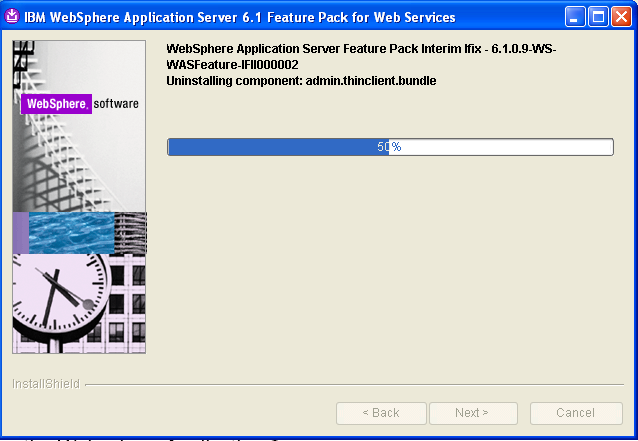 IBM WebSphere Application Server 6.1 Feature Pack for Web Services
WebSphere Application Server Feature Pack Interim Ifix - 6.1.0.9-WS-
WASFeature-IFII000002
Uninstalling component: admin.thinclient.bundle
WebSphere. software
50%
InstallShield
< Back
Next >
Cancel